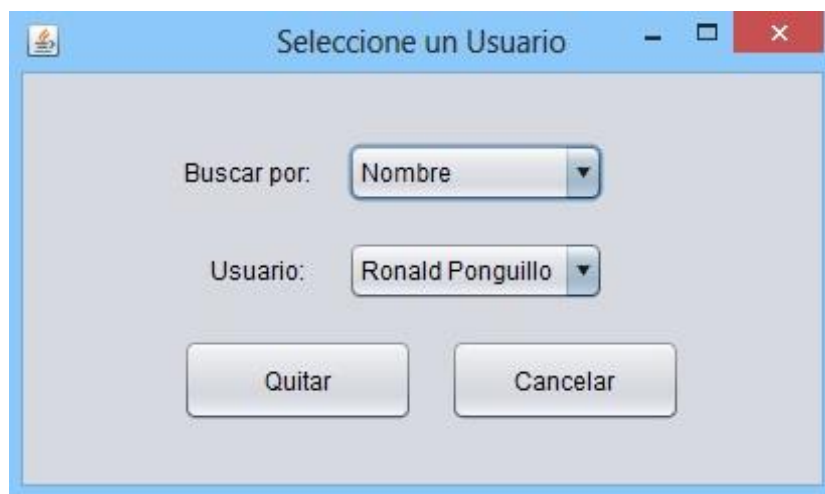 Seleccione un Usuario
Buscar por: Nombre
Usuario: Ronald Ponguillo
Quitar Cancelar